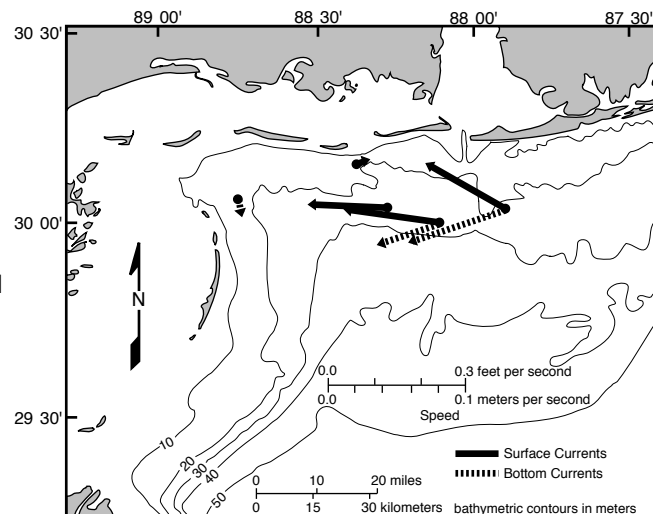 89 00'
88 30'
88 00'
87 30'
30 30'
30 00'
N
29 30'
0.0
0.3 feet per second
0.0
0.1 meters per second
Speed
10
20
30
40
50
Surface Currents
Bottom Currents
0 10 20 miles
0 15 30 kilometers
bathymetric contours in meters